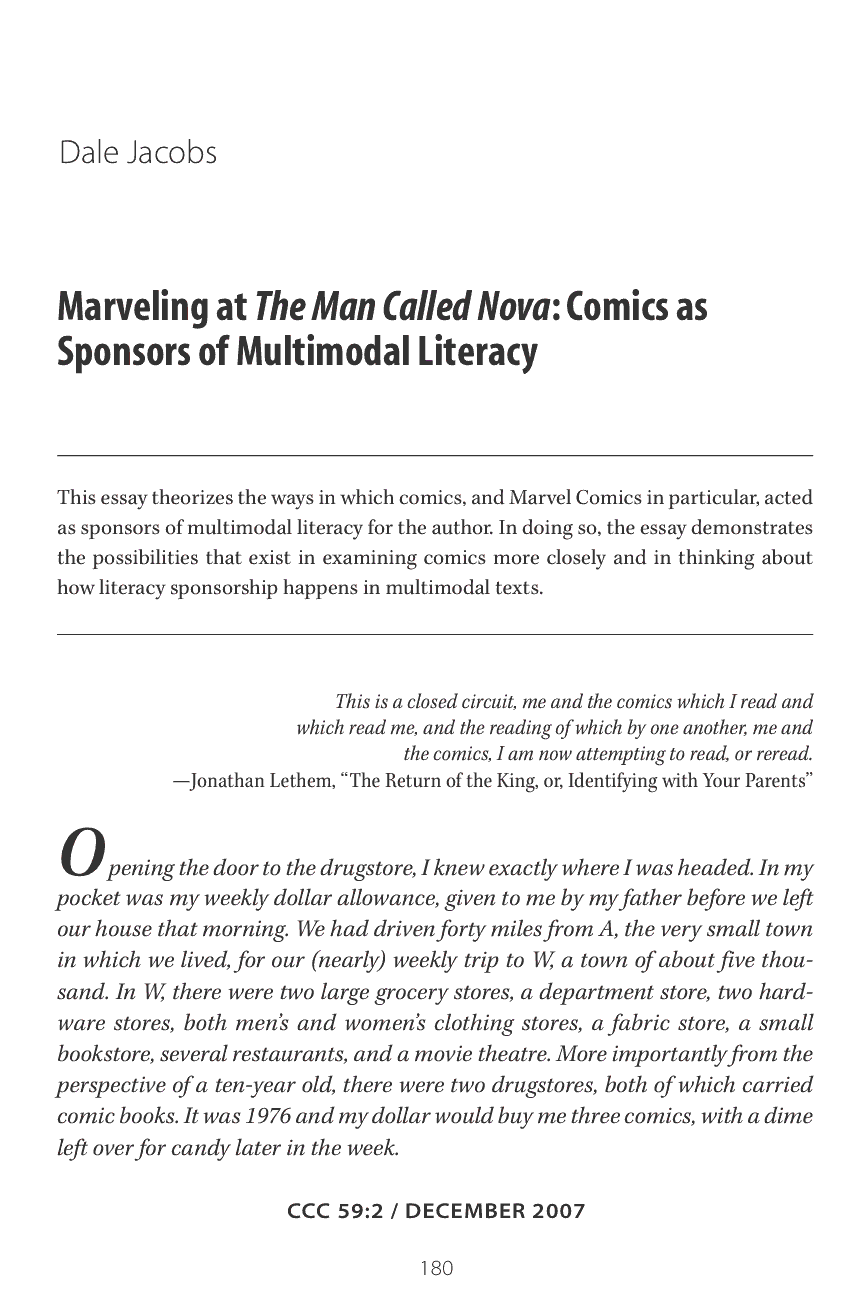 Dale Jacobs
Marveling at The Man Called Nova: Comics as
Sponsors of Multimodal Literacy
This essay theorizes the ways in which comics, and Marvel Comics in particular, acted
as sponsors of multimodal literacy for the author. In doing so, the essay demonstrates
the possibilities that exist in examining comics more closely and in thinking about
how literacy sponsorship happens in multimodal texts.
This is a closed circuit, me and the comics which I read and
which read me, and the reading of which by one another, me and
the comics, I am now attempting to read, or reread.
—Jonathan Lethem, “The Return of the King, or, Identifying with Your Parents”
Opening the door to the drugstore, I knew exactly where I was headed. In my
pocket was my weekly dollar allowance, given to me by my father before we left
our house that morning. We had driven forty miles from A, the very small town
in which we lived, for our (nearly) weekly trip to W, a town of about five thou-
sand. In W, there were two large grocery stores, a department store, two hard-
ware stores, both men’s and women’s clothing stores, a fabric store, a small
bookstore, several restaurants, and a movie theatre. More importantly from the
perspective of a ten-year old, there were two drugstores, both of which carried
comic books. It was 1976 and my dollar would buy me three comics, with a dime
left over for candy later in the week.
CCC 59:2 / DECEMBER 2007
180